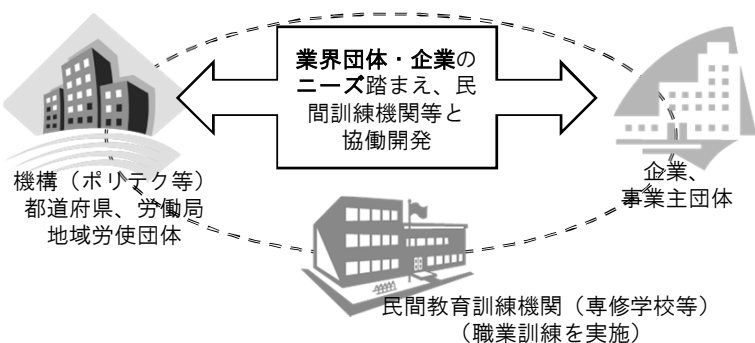 業界団体・企業の
ニーズ踏まえ、民
間訓練機関等と
協働開発
機構（ポリテク等）
都道府県、労働局
地域労使団体
企業、
事業主団体
民間教育訓練機関（専修学校等）
（職業訓練を実施）